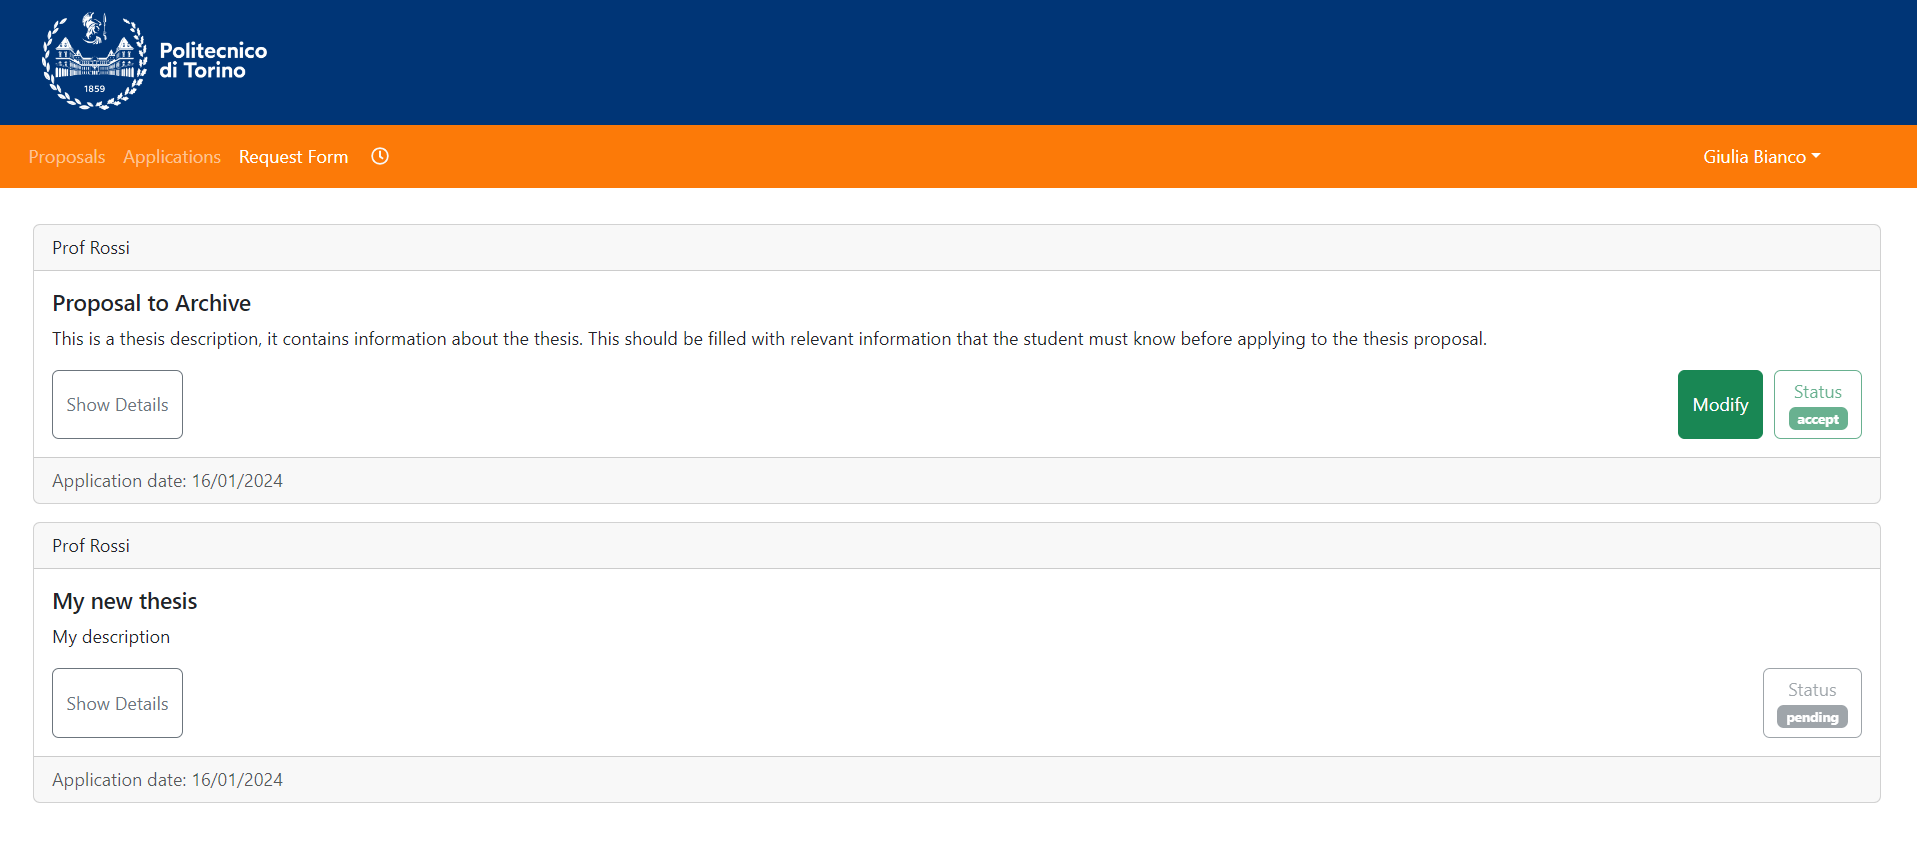 Politecnico
di Torino
1859
Proposals Applications Request Form Giulia Bianco
Prof Rossi
Proposal to Archive
This is a thesis description, it contains information about the thesis. This should be filled with relevant information that the student must know before applying to the thesis proposal.
Show Details Modify Status
accept
Application date: 16/01/2024
Prof Rossi
My new thesis
My description
Show Details Status
pending
Application date: 16/01/2024